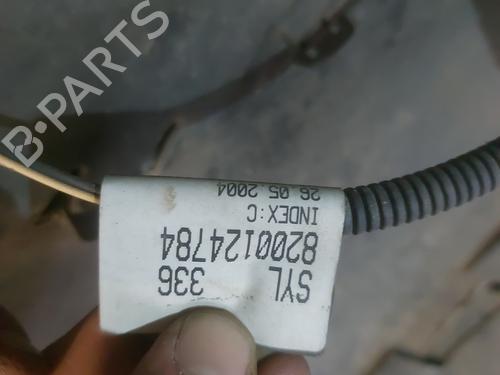 B-PARTS
SYL 336
8200124784
INDEX:C
26 05 2004